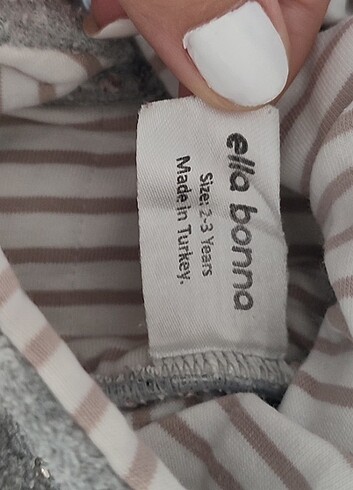 ella bonna
Size: 2-3 Years
Made in Turkey.